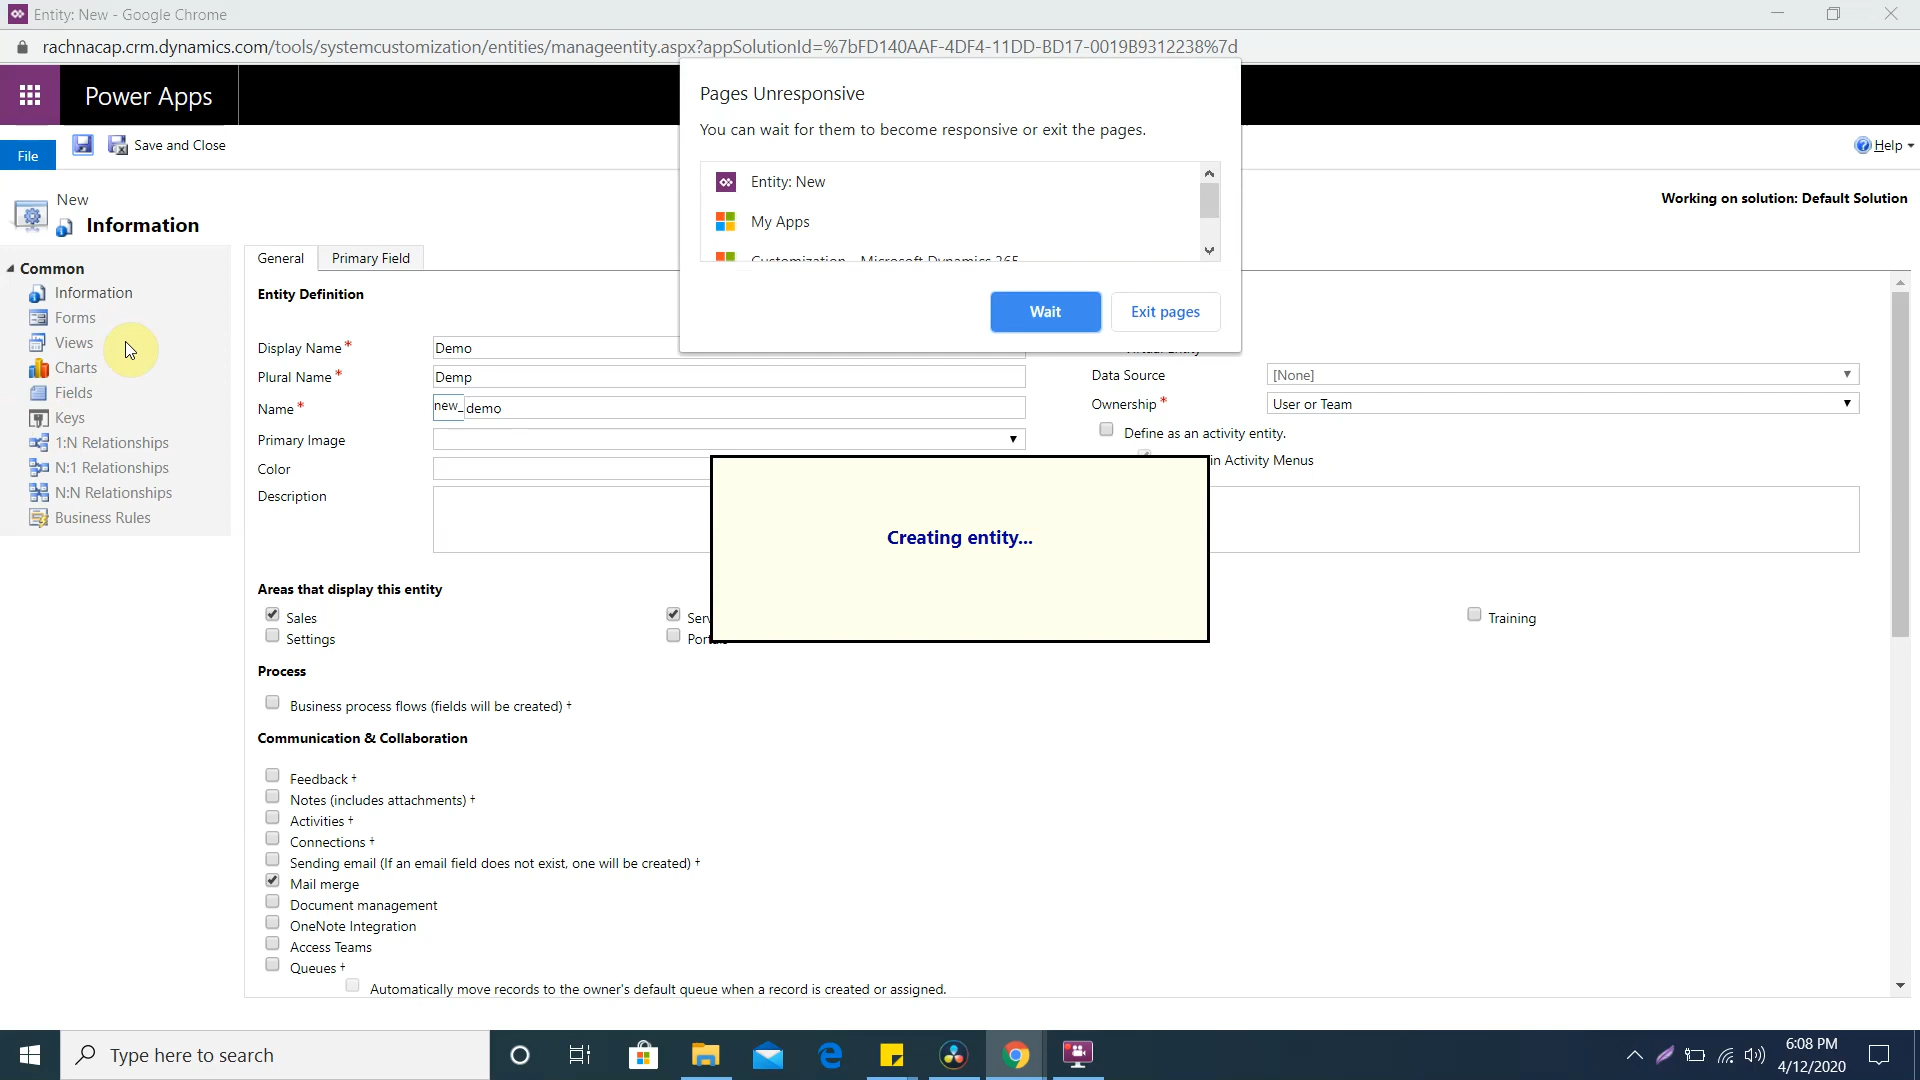 Entity: New - Google Chrome
rachnacap.crm.dynamics.com/tools/systemcustomization/entities/manageentity.aspx?appSolutionId=%7bFD140AAF-4DF4-11DD-BD17-0019B9312238%7d
Power Apps
File
Save and Close
Help
New
Information
Working on solution: Default Solution
Pages Unresponsive
You can wait for them to become responsive or exit the pages.
Entity: New
My Apps
Customization Microsoft Dynamics 365
Wait
Exit pages
Common
Information
Forms
Views
Charts
Fields
Keys
1:N Relationships
N:1 Relationships
N:N Relationships
Business Rules
General
Primary Field
Entity Definition
Display Name*
Demo
Plural Name*
Demp
Name*
new_ demo
Primary Image
Color
Description
Data Source
[None]
Ownership*
User or Team
Define as an activity entity.
in Activity Menus
Creating entity...
Areas that display this entity
Sales
Settings
Training
Process
Business process flows (fields will be created) +
Communication & Collaboration
Feedback +
Notes (includes attachments) +
Activities +
Connections +
Sending email (If an email field does not exist, one will be created) +
Mail merge
Document management
OneNote Integration
Access Teams
Queues +
Automatically move records to the owner's default queue when a record is created or assigned.
Type here to search
6:08 PM
4/12/2020